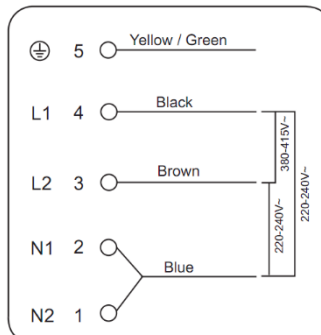 5 Yellow / Green
L1 4 Black
L2 3 Brown
N1 2
N2 1
Blue
380-415V~
220-240V~
220-240V~